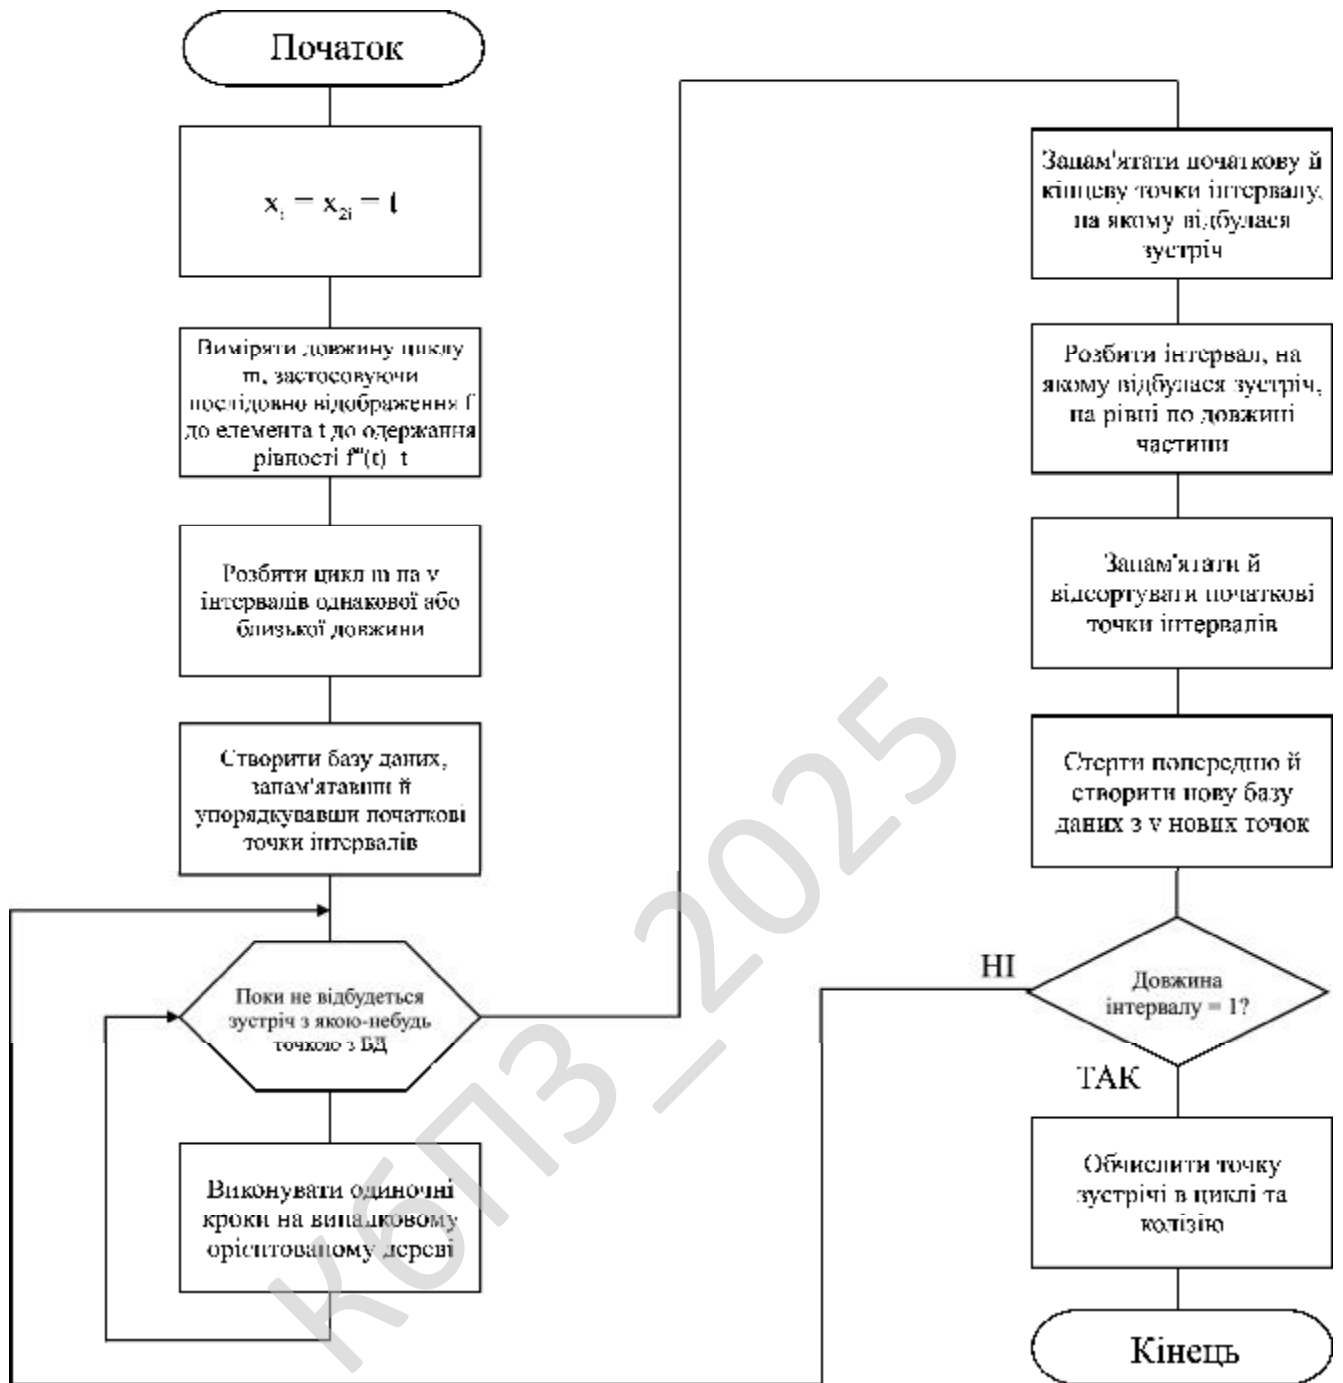 Початок
xᵢ = x₂ᵢ = t
Виміряти довжину циклу
m, застосовуючи
послідовно відображення f
до елемента t до одержання
рівності fᵐ(t) t
Розбити цикл m на v
інтервалів однакової або
близької довжини
Створити базу даних,
запам'ятавши й
упорядкувавши початкові
точки інтервалів
Поки не відбудеться
зустріч з якою-небудь
точкою з БД
Виконувати одиночні
кроки на випадковому
орієнтованому дереві
Запам'ятати початкову й
кінцеву точки інтервалу,
на якому відбулася
зустріч
Розбити інтервал, на
якому відбулася зустріч,
на рівні по довжині
частини
Запам'ятати й
відсортувати початкові
точки інтервалів
Стерти попередню й
створити нову базу
даних з v нових точок
НІ
Довжина
інтервалу = 1?
ТАК
Обчислити точку
зустрічі в циклі та
колізію
Кінець
КбПЗ_2025